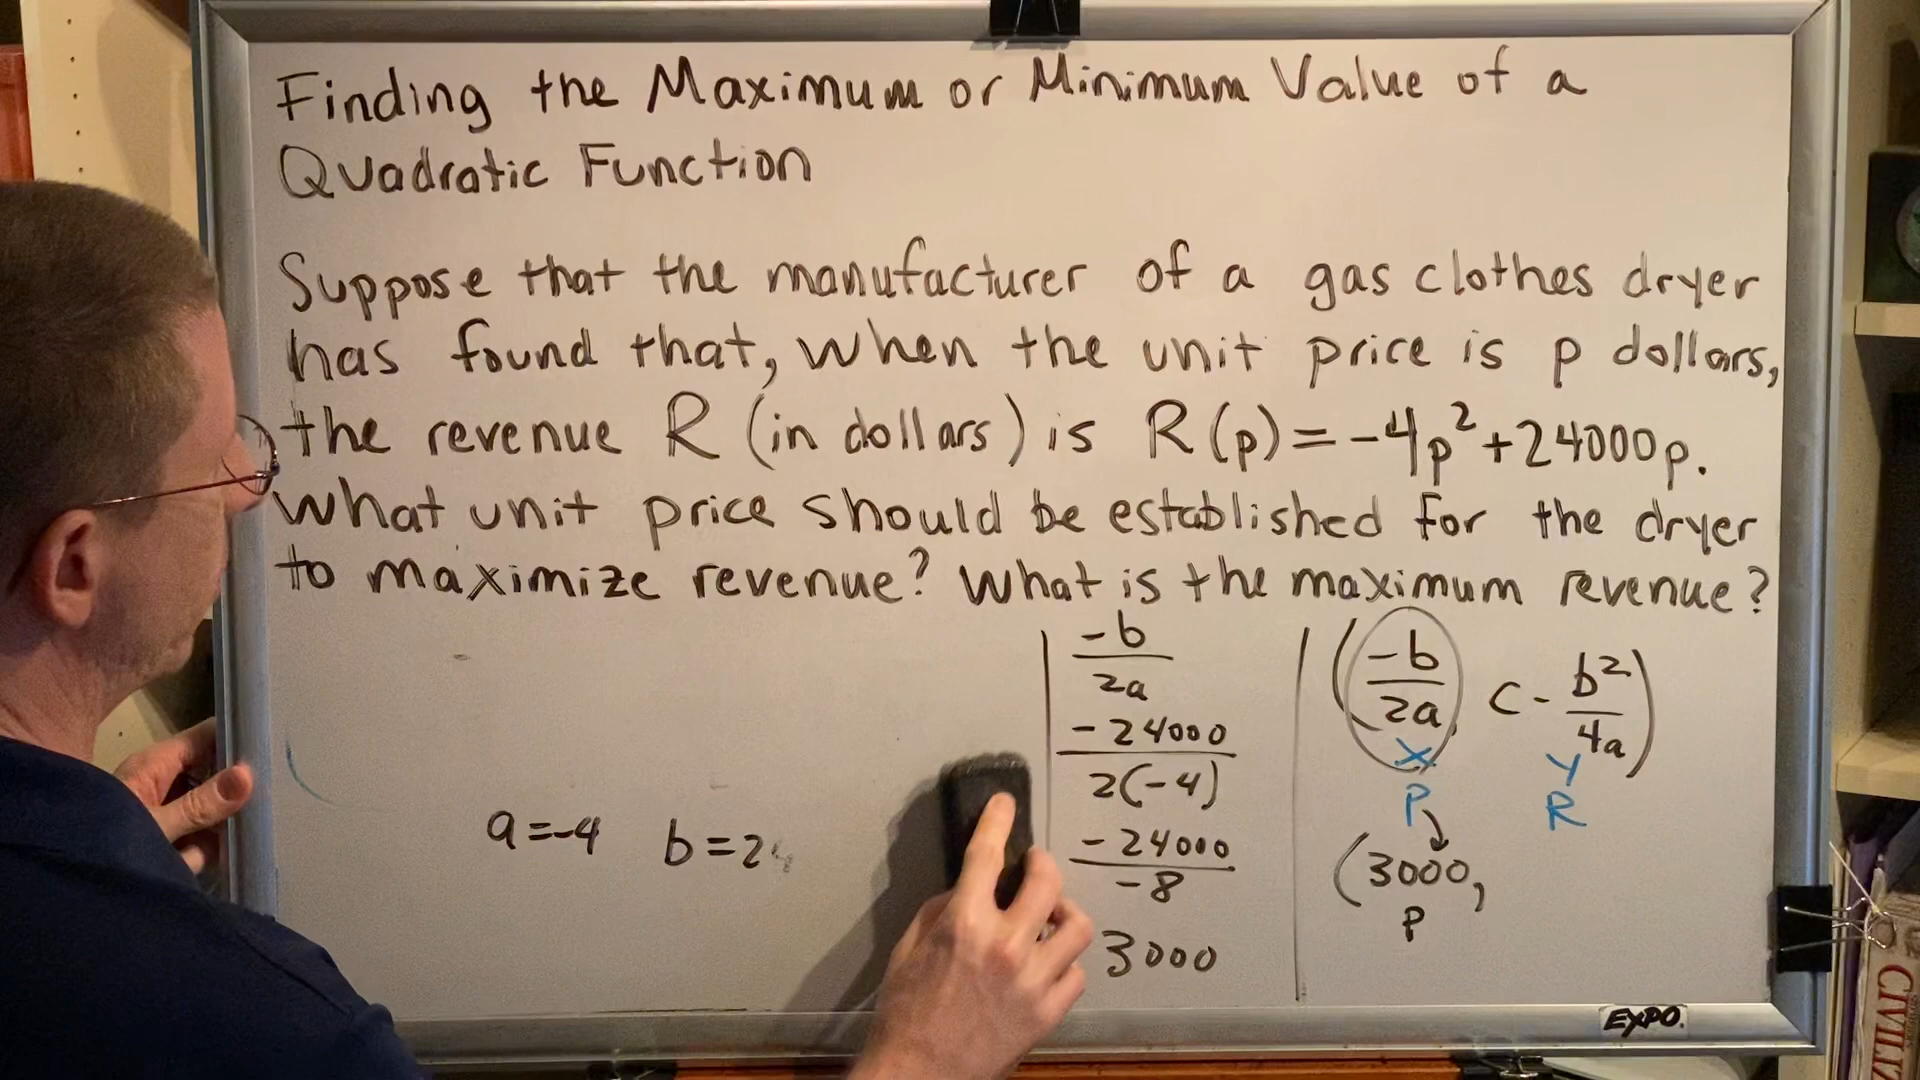 Finding the Maximum or Minimum Value of a
Quadratic Function
Suppose that the manufacturer of a gas clothes dryer
has found that, when the unit price is p dollars,
the revenue R (in dollars) is R(p)=-4p²+24000p.
What unit price should be established for the dryer
to maximize revenue? What is the maximum revenue?
a=-4 b=24
-b
2a
-24000
2(-4)
-24000
-8
3000
(-b/2a, c - b²/4a)
x y
P R
(3000,
p
EXPO.
CIVILIZ